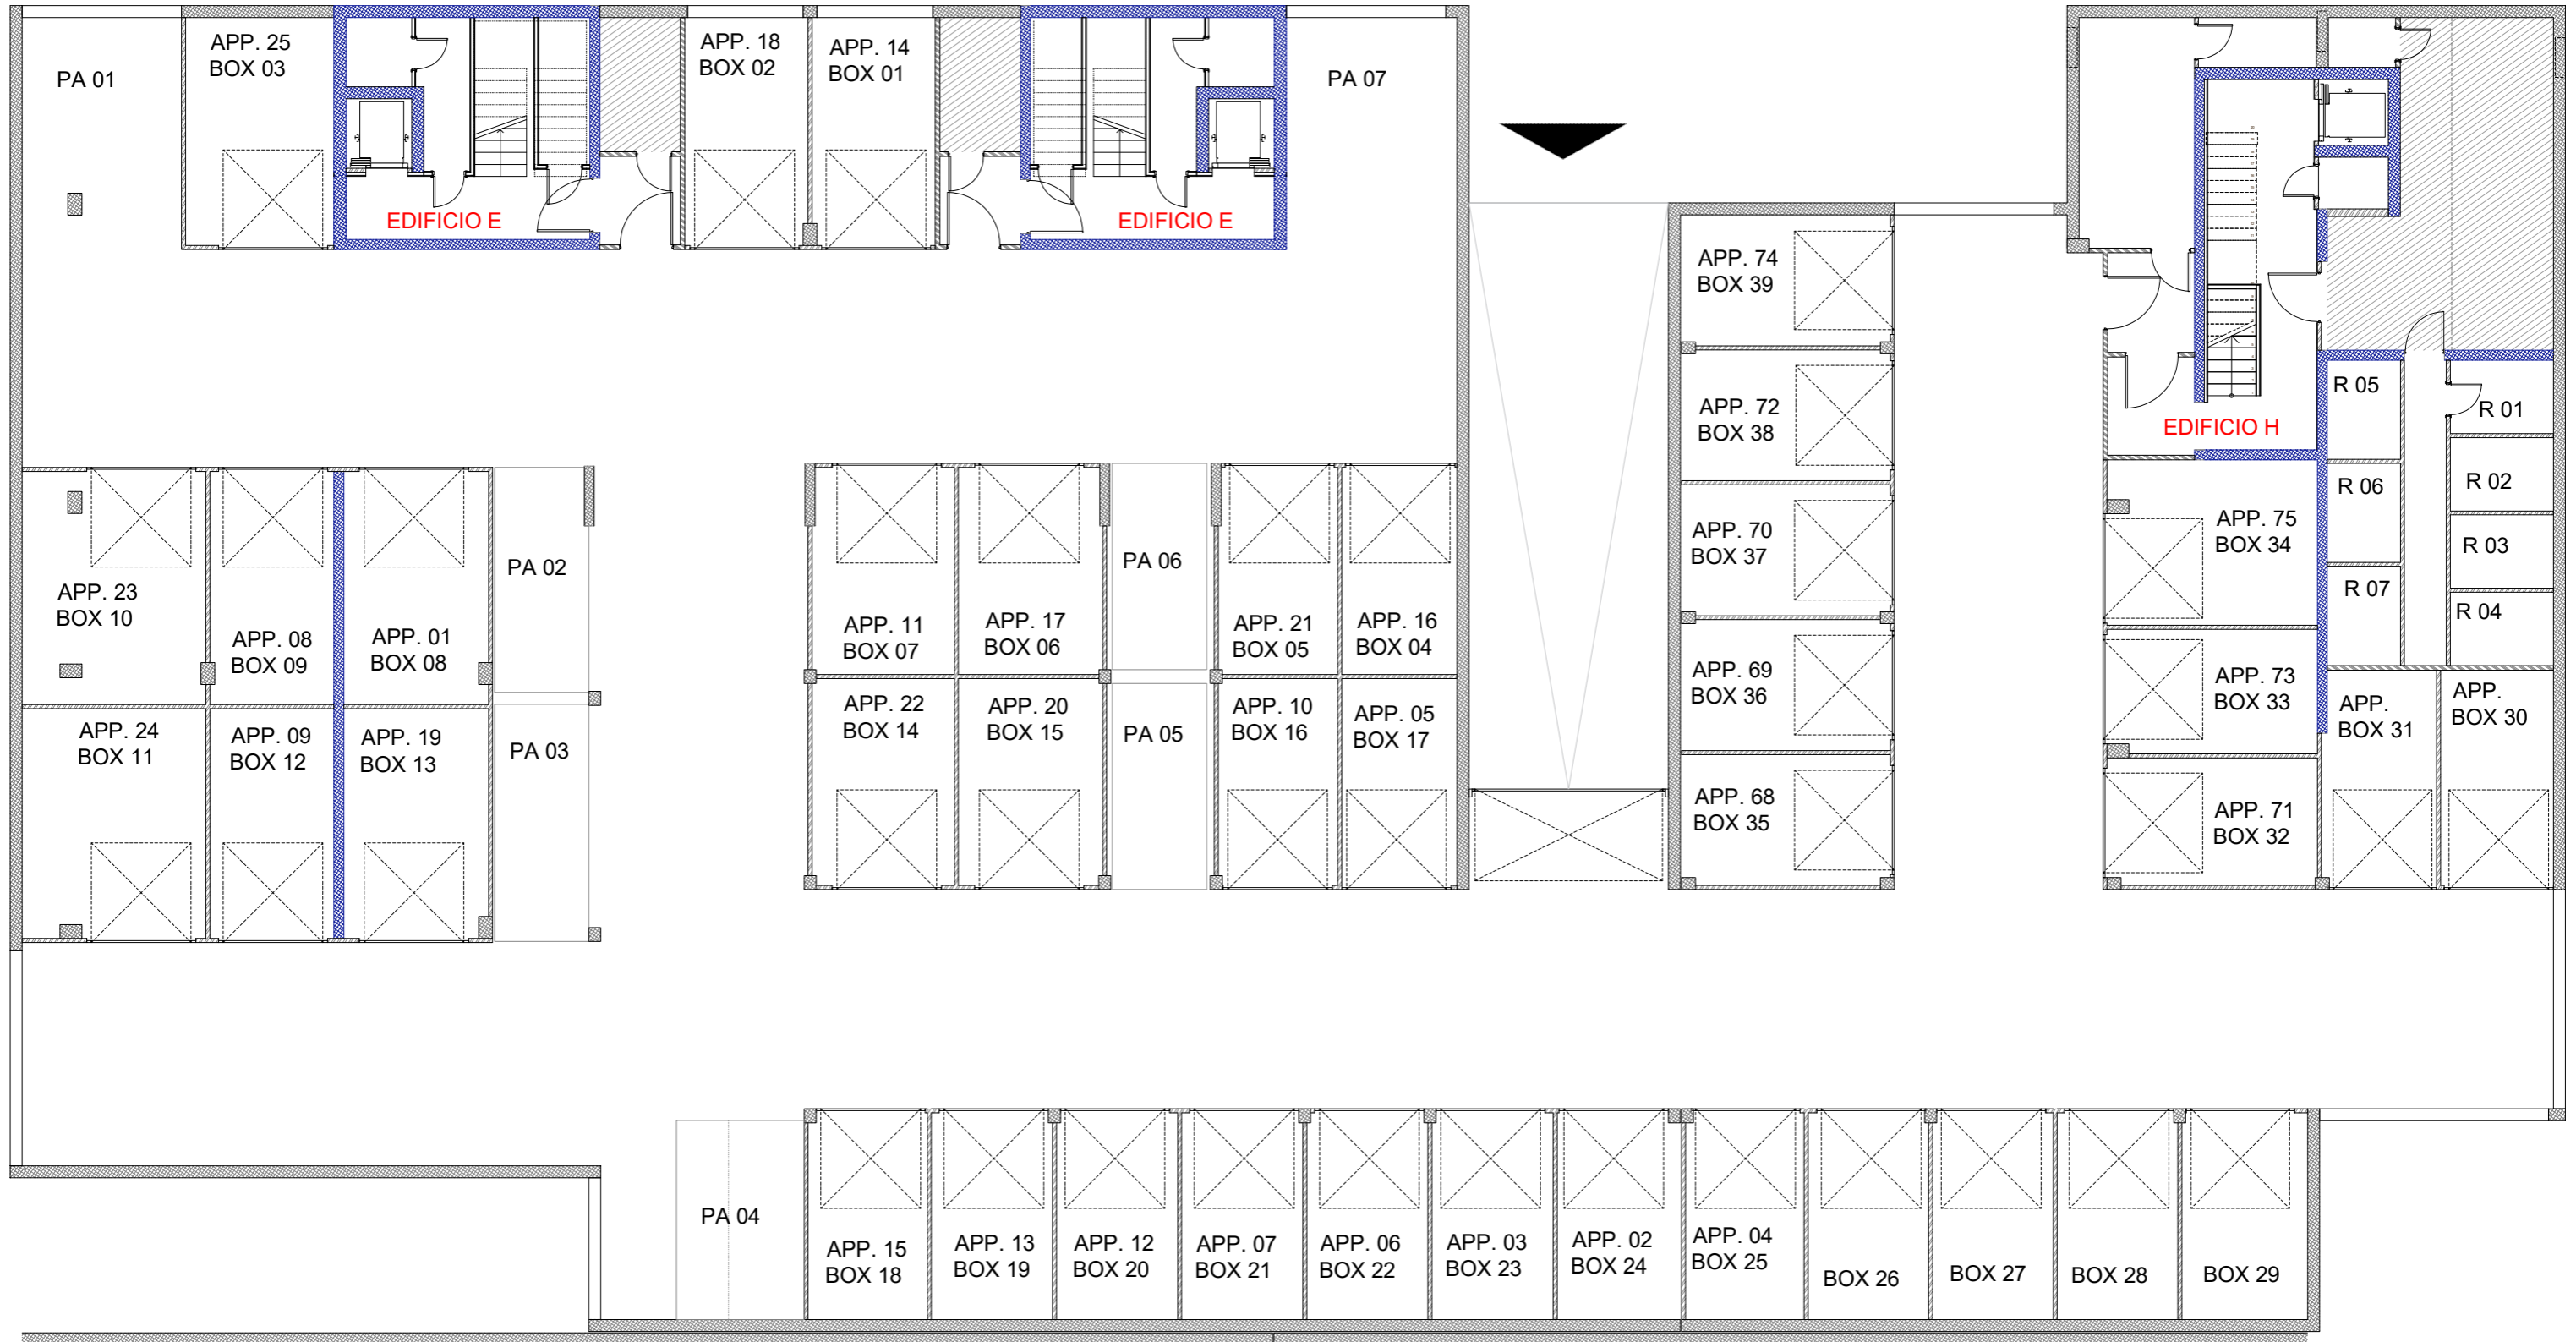 PA 01
APP. 25
BOX 03
EDIFICIO E
APP. 18
BOX 02
APP. 14
BOX 01
EDIFICIO E
PA 07
APP. 74
BOX 39
APP. 72
BOX 38
APP. 70
BOX 37
APP. 69
BOX 36
APP. 68
BOX 35
EDIFICIO H
R 05
R 01
R 06
R 02
R 03
R 07
R 04
APP. 75
BOX 34
APP. 73
BOX 33
APP. 71
BOX 32
APP.
BOX 31
APP.
BOX 30
APP. 23
BOX 10
APP. 08
BOX 09
APP. 01
BOX 08
PA 02
APP. 11
BOX 07
APP. 17
BOX 06
PA 06
APP. 21
BOX 05
APP. 16
BOX 04
APP. 24
BOX 11
APP. 09
BOX 12
APP. 19
BOX 13
PA 03
APP. 22
BOX 14
APP. 20
BOX 15
PA 05
APP. 10
BOX 16
APP. 05
BOX 17
PA 04
APP. 15
BOX 18
APP. 13
BOX 19
APP. 12
BOX 20
APP. 07
BOX 21
APP. 06
BOX 22
APP. 03
BOX 23
APP. 02
BOX 24
APP. 04
BOX 25
BOX 26
BOX 27
BOX 28
BOX 29